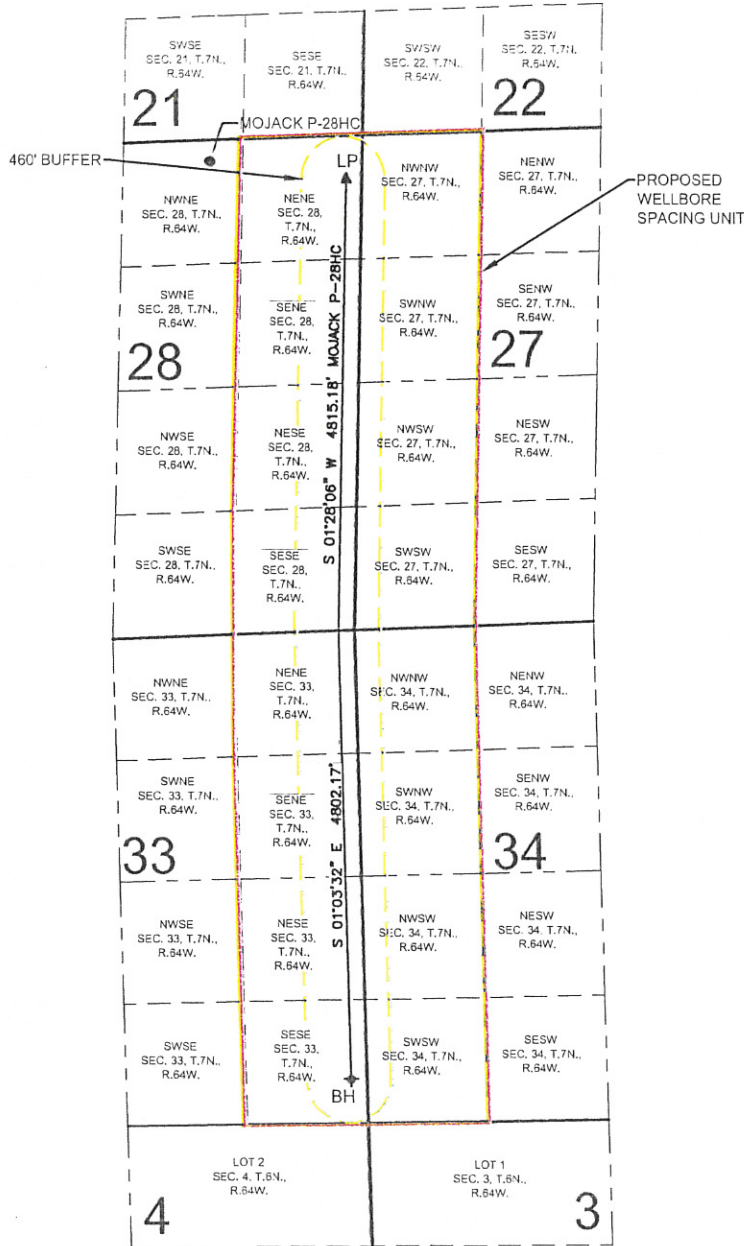 SWSE
SEC. 21, T.7N.,
R.64W.
SESE
SEC. 21, T.7N.,
R.64W.
SWSW
SEC. 22, T.7N.,
R.64W.
SESW
SEC. 22, T.7N.,
R.64W.
21
22
MOJACK P-28HC
460' BUFFER
LP
PROPOSED
WELLBORE
SPACING UNIT
NWNE
SEC. 28, T.7N.,
R.64W.
NENE
SEC. 28,
T.7N.,
R.64W.
NWNW
SEC. 27, T.7N.,
R.64W.
NENW
SEC. 27, T.7N.,
R.64W.
SWNE
SEC. 28, T.7N.,
R.64W.
SENE
SEC. 28,
T.7N.,
R.64W.
SWNW
SEC. 27, T.7N.,
R.64W.
SENW
SEC. 27, T.7N.,
R.64W.
28
27
S 01°28'06" W 4815.18' MOJACK P-28HC
NWSE
SEC. 28, T.7N.,
R.64W.
NESE
SEC. 28,
T.7N.,
R.64W.
NWSW
SEC. 27, T.7N.,
R.64W.
NESW
SEC. 27, T.7N.,
R.64W.
SWSE
SEC. 28, T.7N.,
R.64W.
SESE
SEC. 28,
T.7N.,
R.64W.
SWSW
SEC. 27, T.7N.,
R.64W.
SESW
SEC. 27, T.7N.,
R.64W.
NWNE
SEC. 33, T.7N.,
R.64W.
NENE
SEC. 33,
T.7N.,
R.64W.
NWNW
SEC. 34, T.7N.,
R.64W.
NENW
SEC. 34, T.7N.,
R.64W.
SWNE
SEC. 33, T.7N.,
R.64W.
SENE
SEC. 33,
T.7N.,
R.64W.
SWNW
SEC. 34, T.7N.,
R.64W.
SENW
SEC. 34, T.7N.,
R.64W.
33
34
S 01°03'32" E 4802.17'
NWSE
SEC. 33, T.7N.,
R.64W.
NESE
SEC. 33,
T.7N.,
R.64W.
NWSW
SEC. 34, T.7N.,
R.64W.
NESW
SEC. 34, T.7N.,
R.64W.
SWSE
SEC. 33, T.7N.,
R.64W.
SESE
SEC. 33,
T.7N.,
R.64W.
SWSW
SEC. 34, T.7N.,
R.64W.
SESW
SEC. 34, T.7N.,
R.64W.
BH
LOT 2
SEC. 4, T.6N.,
R.64W.
LOT 1
SEC. 3, T.6N.,
R.64W.
4
3